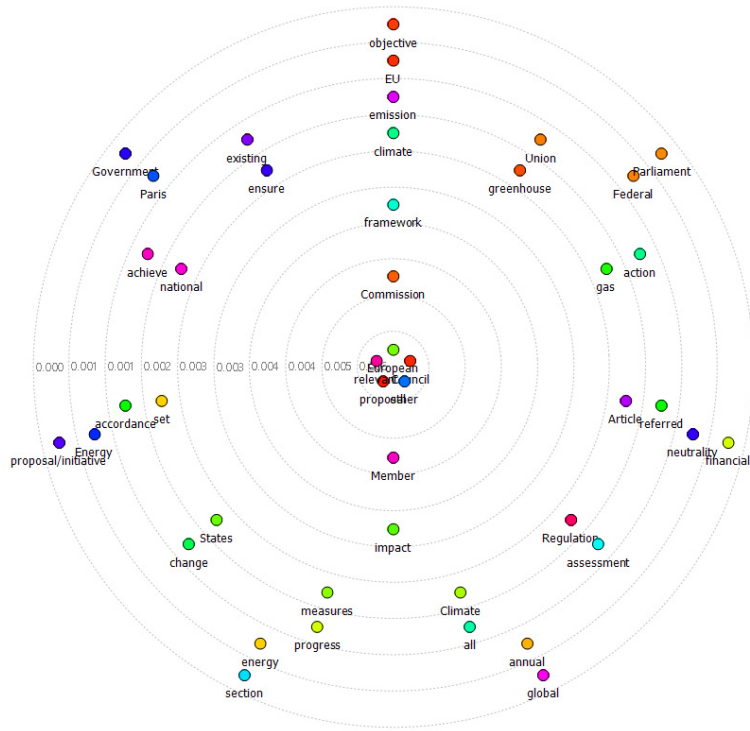 objective
EU
emission
climate
Government
existing
Union
Parliament
Paris
ensure
greenhouse
Federal
framework
achieve
action
national
gas
Commission
0.000 0.001 0.001 0.002 0.003 0.003 0.004 0.004 0.005
European
relevant
Council
proposal
other
accordance
set
Article
referred
proposal/initiative
Energy
neutrality
financial
Member
States
Regulation
impact
change
assessment
measures
Climate
progress
all
energy
annual
section
global